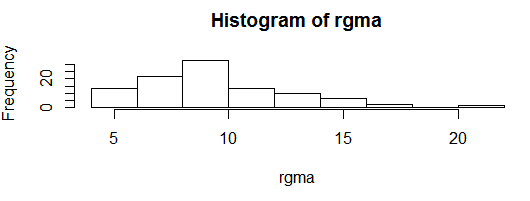 Histogram of rgma
Frequency
20
0
5 10 15 20
rgma